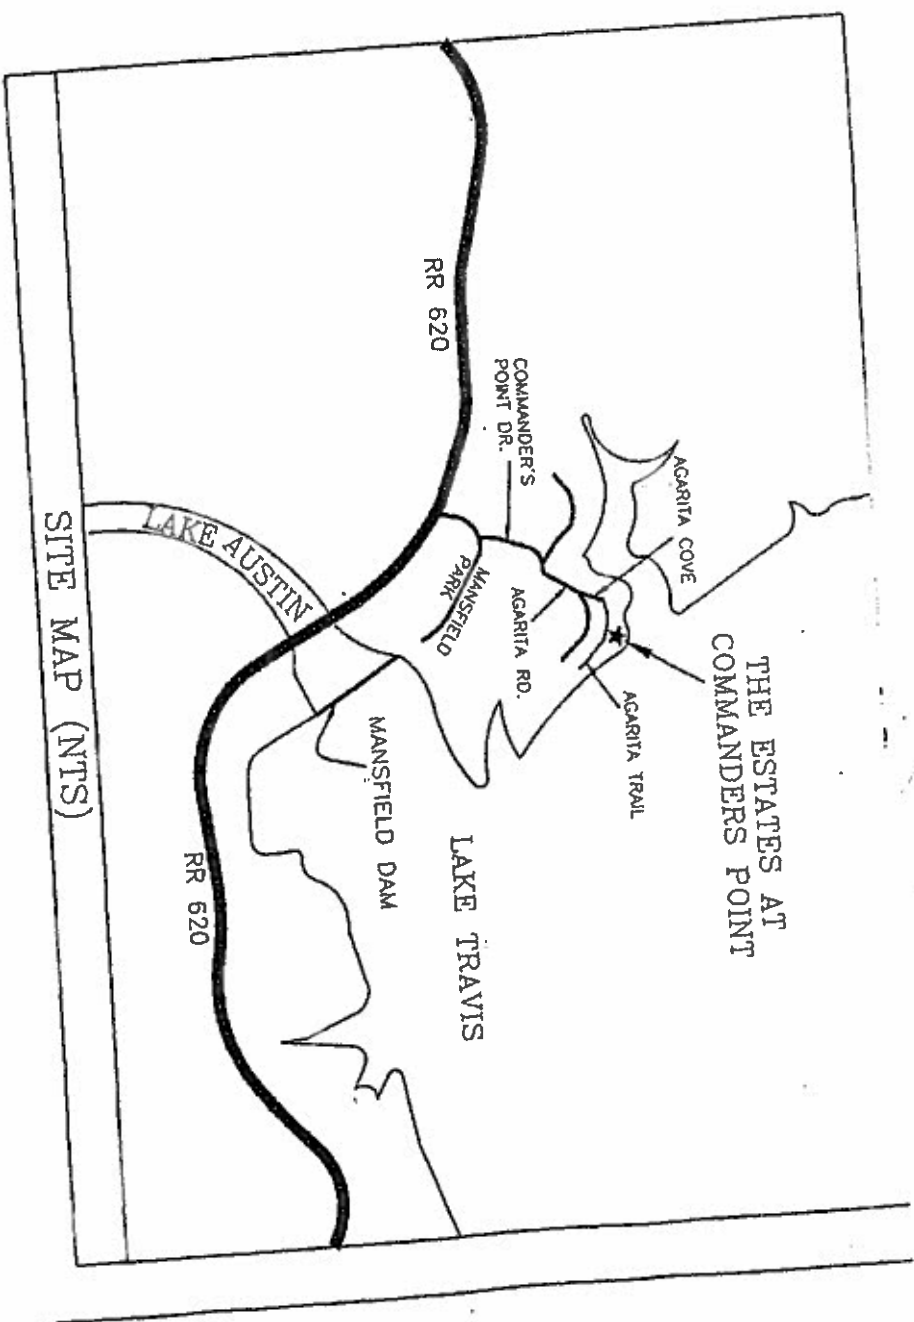 THE ESTATES AT
COMMANDERS POINT
AGARITA COVE
AGARITA TRAIL
COMMANDER'S
POINT DR.
AGARITA RD.
MANSFIELD
PARK
RR 620
LAKE TRAVIS
MANSFIELD DAM
LAKE AUSTIN
RR 620
SITE MAP (NTS)